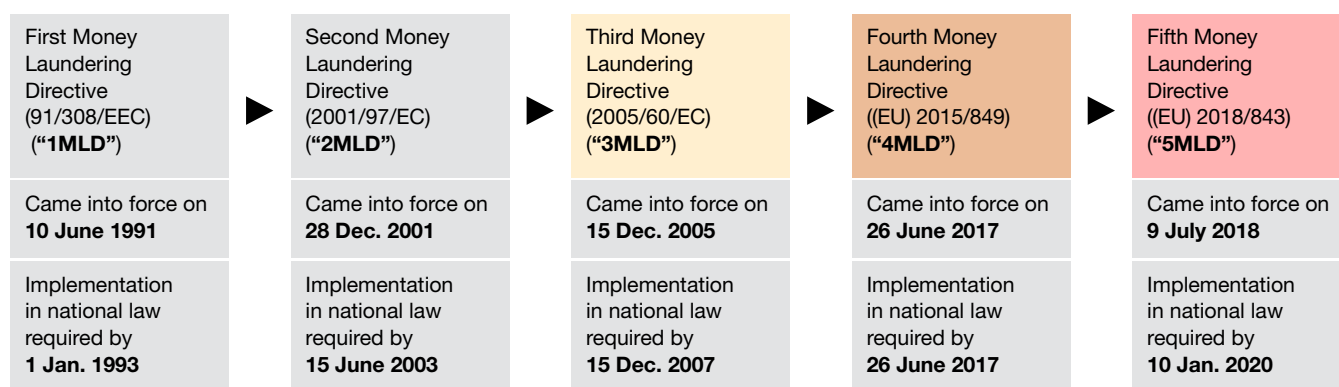 First Money
Laundering
Directive
(91/308/EEC)
(“1MLD”)
Came into force on
10 June 1991
Implementation
in national law
required by
1 Jan. 1993
Second Money
Laundering
Directive
(2001/97/EC)
(“2MLD”)
Came into force on
28 Dec. 2001
Implementation
in national law
required by
15 June 2003
Third Money
Laundering
Directive
(2005/60/EC)
(“3MLD”)
Came into force on
15 Dec. 2005
Implementation
in national law
required by
15 Dec. 2007
Fourth Money
Laundering
Directive
((EU) 2015/849)
(“4MLD”)
Came into force on
26 June 2017
Implementation
in national law
required by
26 June 2017
Fifth Money
Laundering
Directive
((EU) 2018/843)
(“5MLD”)
Came into force on
9 July 2018
Implementation
in national law
required by
10 Jan. 2020